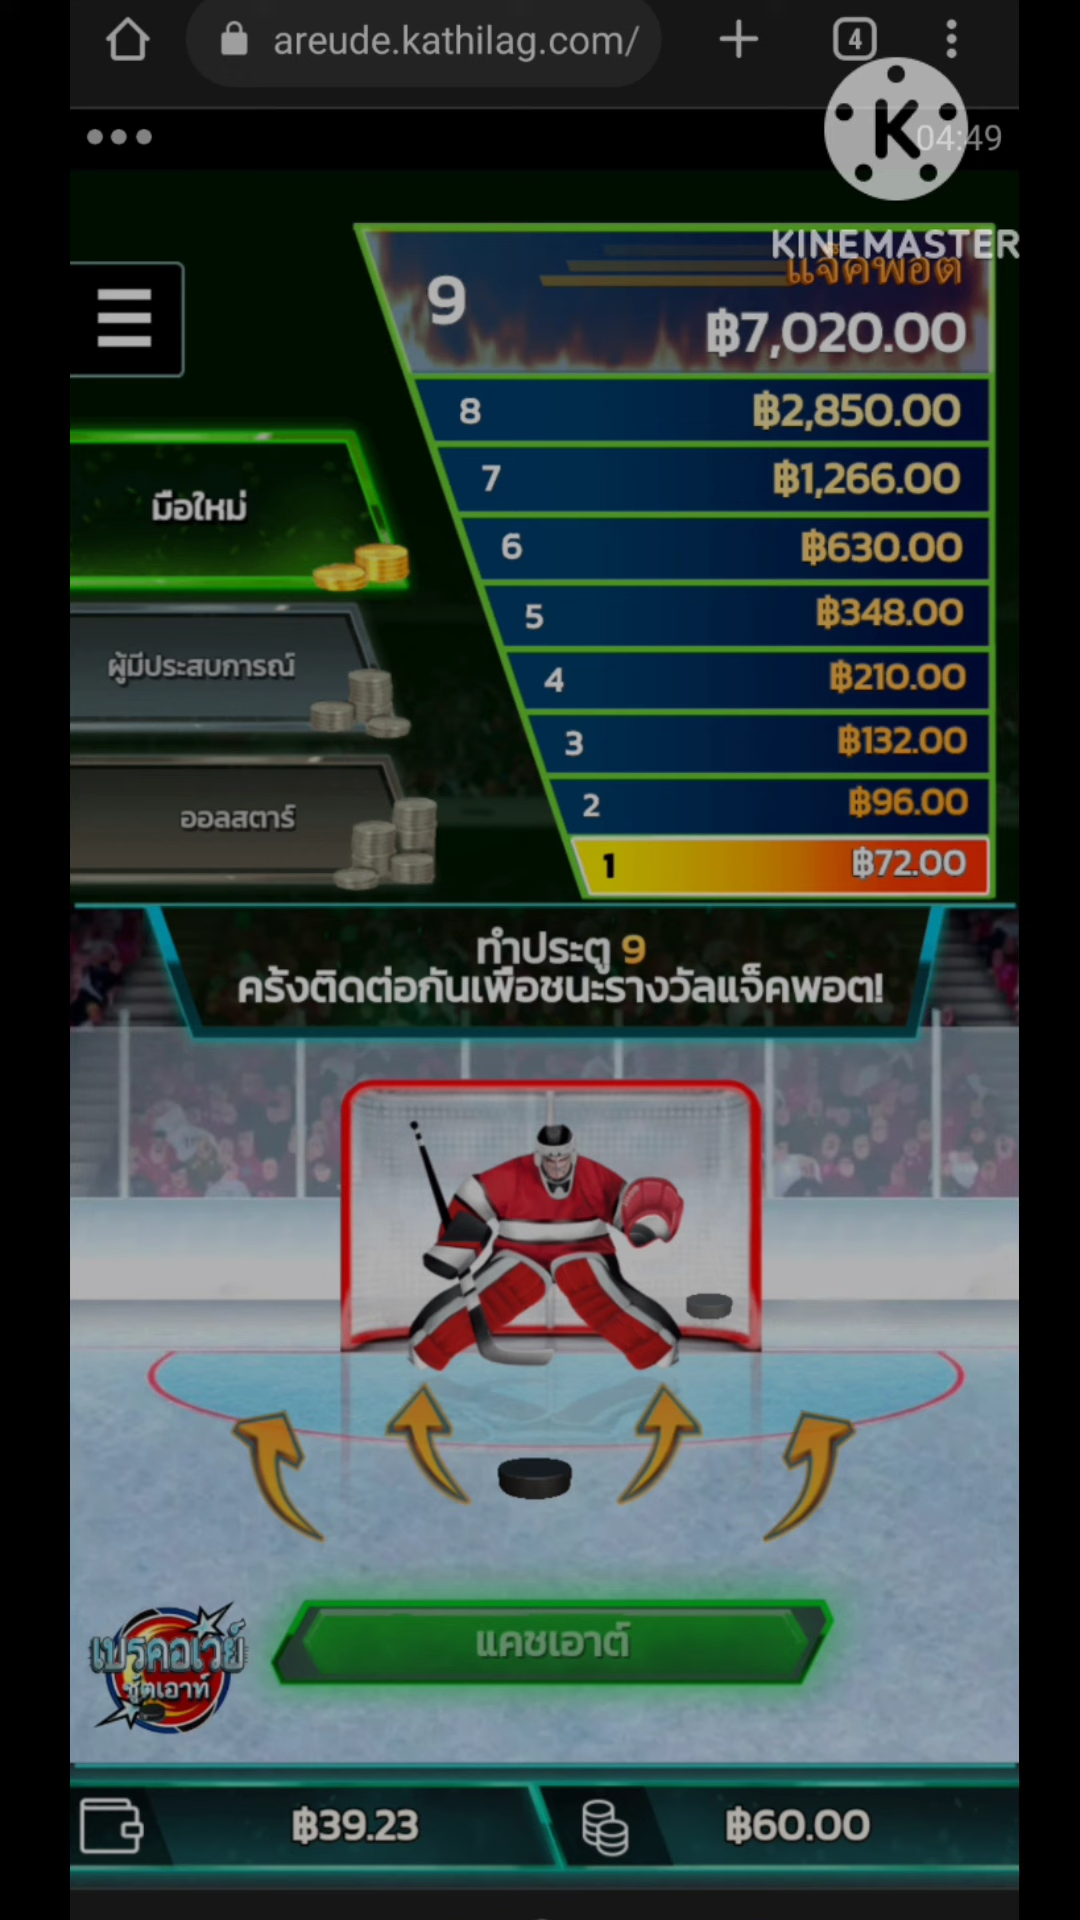 areude.kathilag.com/
4
K
04:49
KINEMASTER
แจ็คพอต
9 ฿7,020.00
8 ฿2,850.00
7 ฿1,266.00
6 ฿630.00
5 ฿348.00
4 ฿210.00
3 ฿132.00
2 ฿96.00
1 ฿72.00
มือใหม่
ผู้มีประสบการณ์
ออลสตาร์
ทำประตู 9
ครั้งติดต่อกันเพื่อชนะรางวัลแจ็คพอต!
แคชเอาต์
เบรคอเวย์
ชู้ตเอาท์
฿39.23
฿60.00